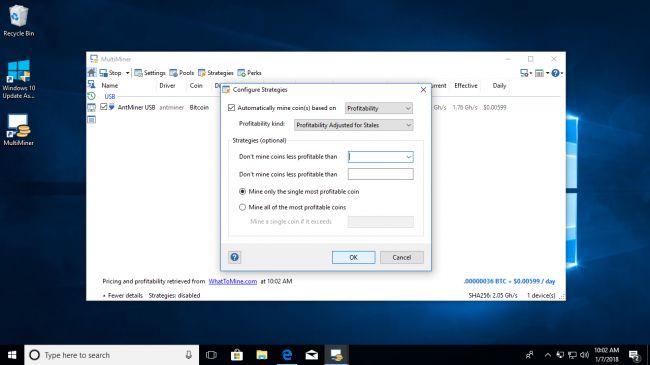 Recycle Bin
Windows 10
Update As...
MultiMiner
MultiMiner
Stop Settings Pools Strategies Perks
Name Driver Coin Effective Daily
USB
AntMiner USB antminer Bitcoin 1.76 Gh/s $0.00599
Configure Strategies
Automatically mine coin(s) based on Profitability
Profitability kind: Profitability Adjusted for Stales
Strategies (optional)
Don't mine coins less profitable than
Don't mine coins less profitable than
Mine only the single most profitable coin
Mine all of the most profitable coins
Mine a single coin if it exceeds
OK Cancel
Pricing and profitability retrieved from WhatToMine.com at 10:02 AM .00000036 BTC = $0.00599 / day
Fewer details Strategies: disabled SHA256: 2.05 Gh/s 1 device(s)
Type here to search
10:02 AM
1/7/2018
2